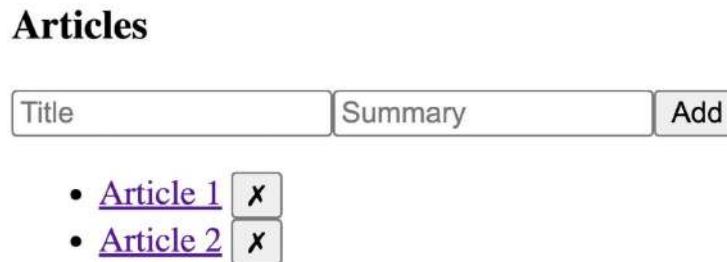 Articles
Title Summary Add
• Article 1 ✗
• Article 2 ✗